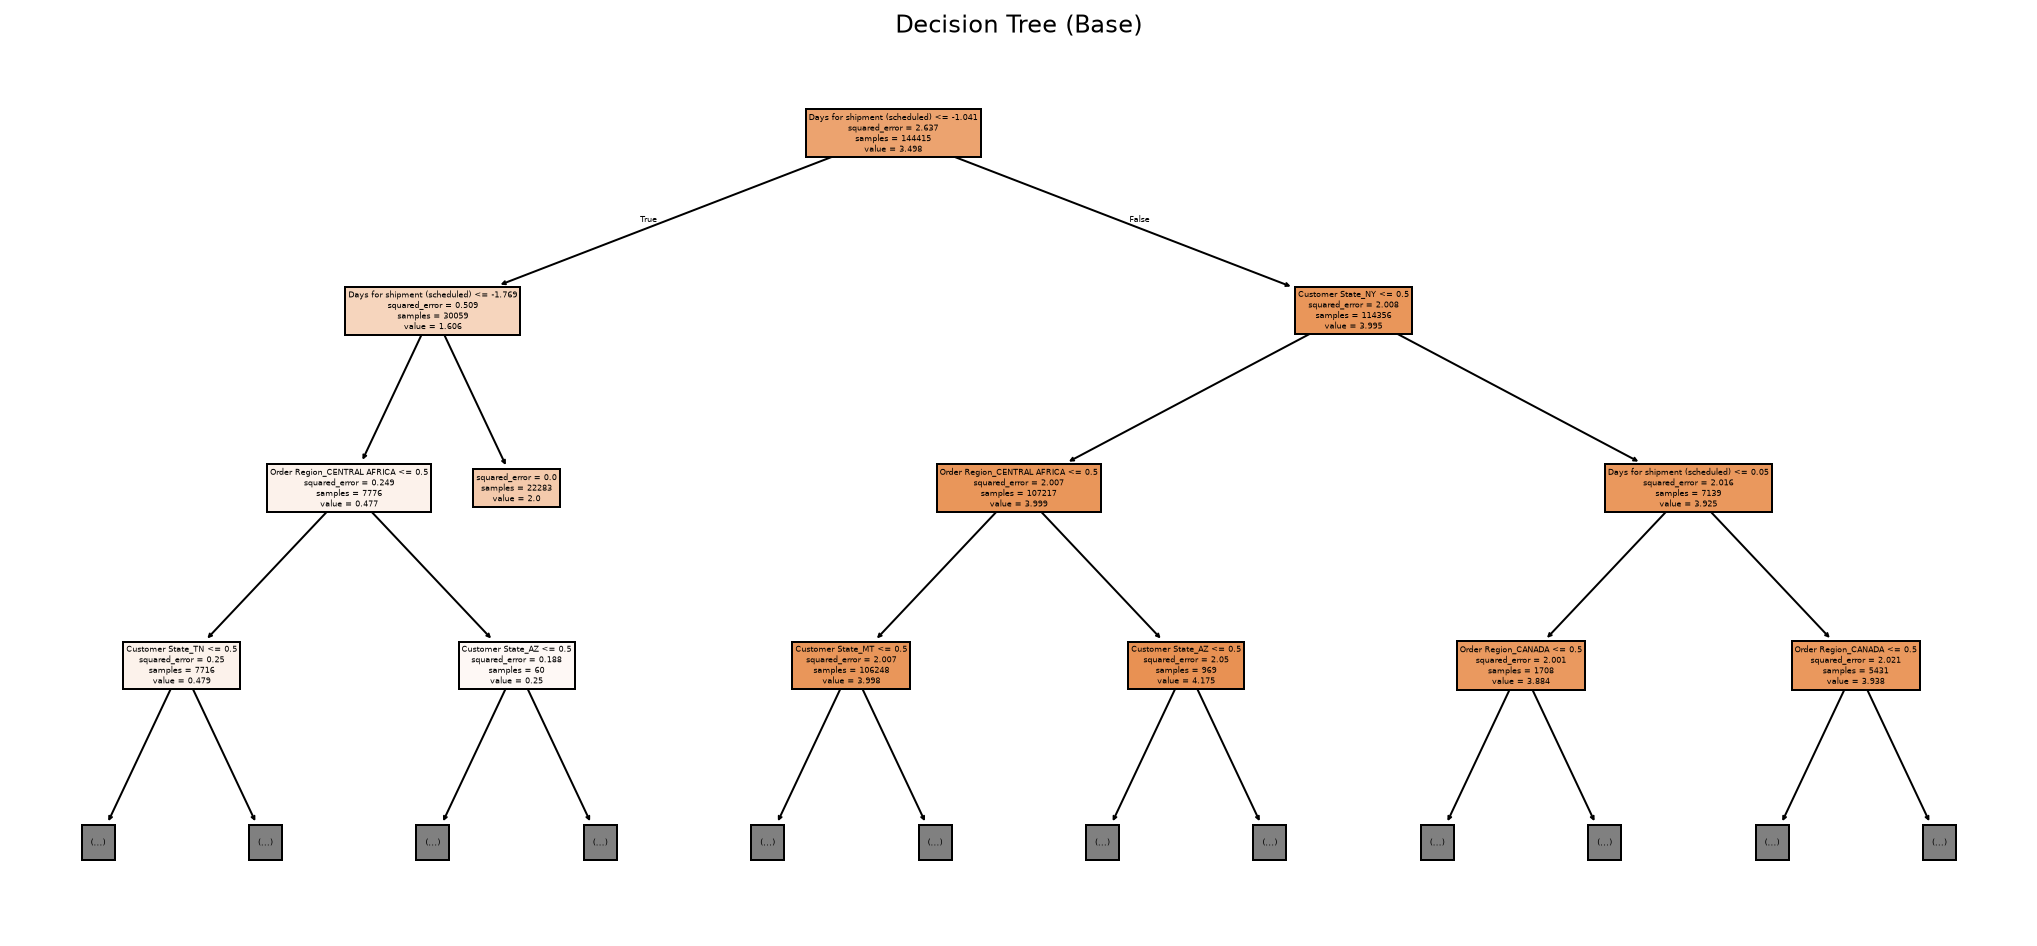 Decision Tree (Base)
Days for shipment (scheduled) <= -1.041
squared_error = 2.637
samples = 144415
value = 3.498
True
False
Days for shipment (scheduled) <= -1.769
squared_error = 0.509
samples = 30059
value = 1.606
Customer State_NY <= 0.5
squared_error = 2.008
samples = 114356
value = 3.995
Order Region_CENTRAL AFRICA <= 0.5
squared_error = 0.249
samples = 7776
value = 0.477
squared_error = 0.0
samples = 22283
value = 2.0
Order Region_CENTRAL AFRICA <= 0.5
squared_error = 2.007
samples = 107217
value = 3.999
Days for shipment (scheduled) <= 0.05
squared_error = 2.016
samples = 7139
value = 3.925
Customer State_TN <= 0.5
squared_error = 0.25
samples = 7716
value = 0.479
Customer State_AZ <= 0.5
squared_error = 0.188
samples = 60
value = 0.25
Customer State_MT <= 0.5
squared_error = 2.007
samples = 106248
value = 3.998
Customer State_AZ <= 0.5
squared_error = 2.05
samples = 969
value = 4.175
Order Region_CANADA <= 0.5
squared_error = 2.001
samples = 1708
value = 3.884
Order Region_CANADA <= 0.5
squared_error = 2.021
samples = 5431
value = 3.938
(...)
(...)
(...)
(...)
(...)
(...)
(...)
(...)
(...)
(...)
(...)
(...)